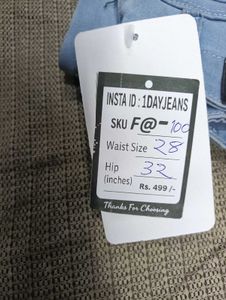 INSTA ID : 1DAYJEANS
SKU F@-100
Waist Size 28
Hip 32
(inches)
Rs. 499 /-
Thanks For Choosing